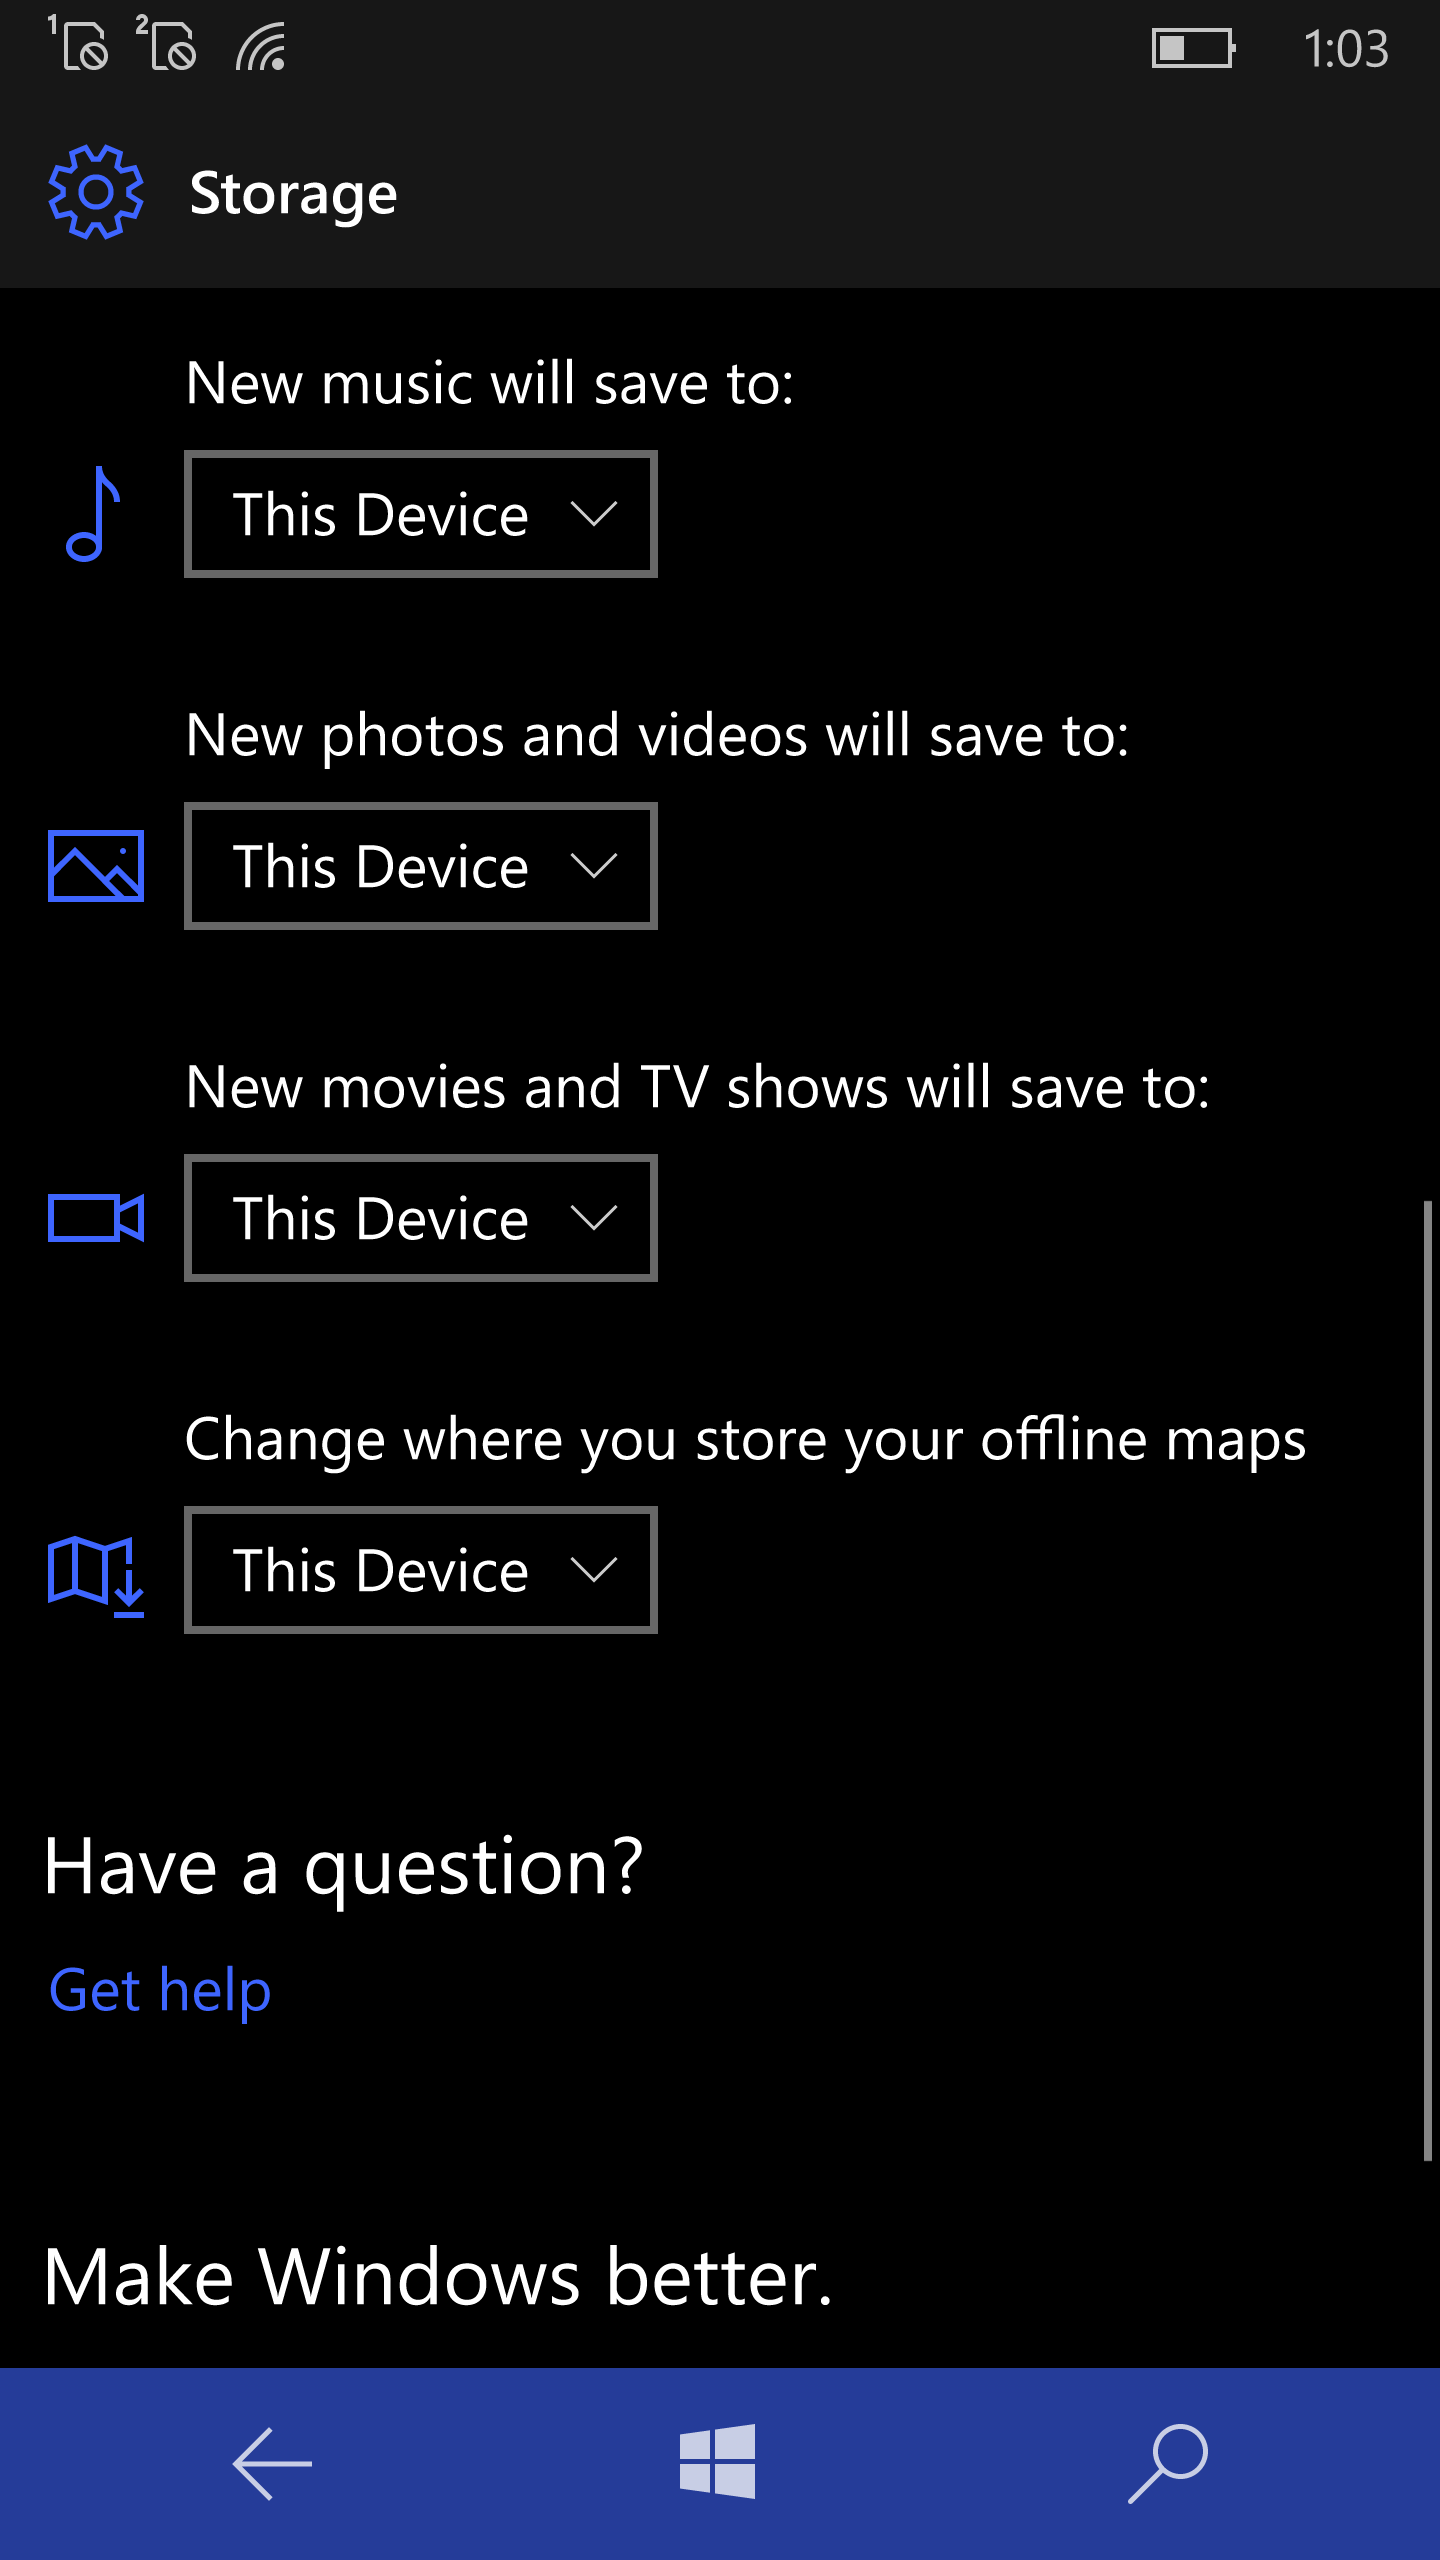 1 2 1:03
Storage
New music will save to:
This Device
New photos and videos will save to:
This Device
New movies and TV shows will save to:
This Device
Change where you store your offline maps
This Device
Have a question?
Get help
Make Windows better.